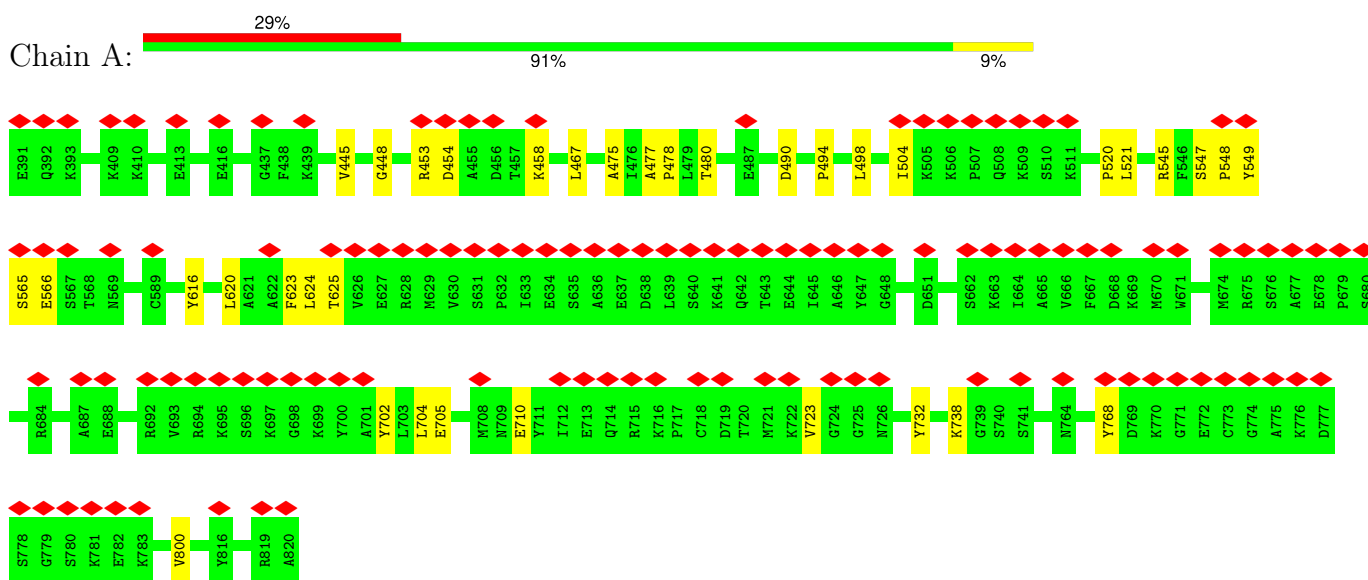 29%
Chain A:
91% 9%
E391 Q392 K393 K409 K410 E413 E416 G437 F438 K439 V445 G448 R453 D454 A455 D456 T457 K458 L467 A475 I476 A477 P478 L479 T480 E487 D490 P494 L498 I504 K505 K506 P507 Q508 K509 S510 K511 P520 L521 R545 F546 S547 P548 Y549
S565 E566 S567 T568 N569 C589 Y616 L620 A621 A622 F623 L624 T625 V626 E627 R628 M629 V630 S631 P632 I633 E634 S635 A636 E637 D638 L639 S640 K641 Q642 T643 E644 I645 A646 Y647 G648 D651 S662 K663 I664 A665 V666 F667 D668 K669 M670 W671 M674 R675 S676 A677 E678 P679 S680
R684 A687 E688 R692 V693 R694 K695 S696 K697 G698 K699 Y700 A701 Y702 L703 L704 E705 M708 N709 E710 Y711 I712 E713 Q714 R715 K716 P717 C718 D719 T720 M721 K722 V723 G724 G725 N726 Y732 K738 G739 S740 S741 N764 Y768 D769 K770 G771 E772 C773 G774 A775 K776 D777
S778 G779 S780 K781 E782 K783 V800 Y816 R819 A820